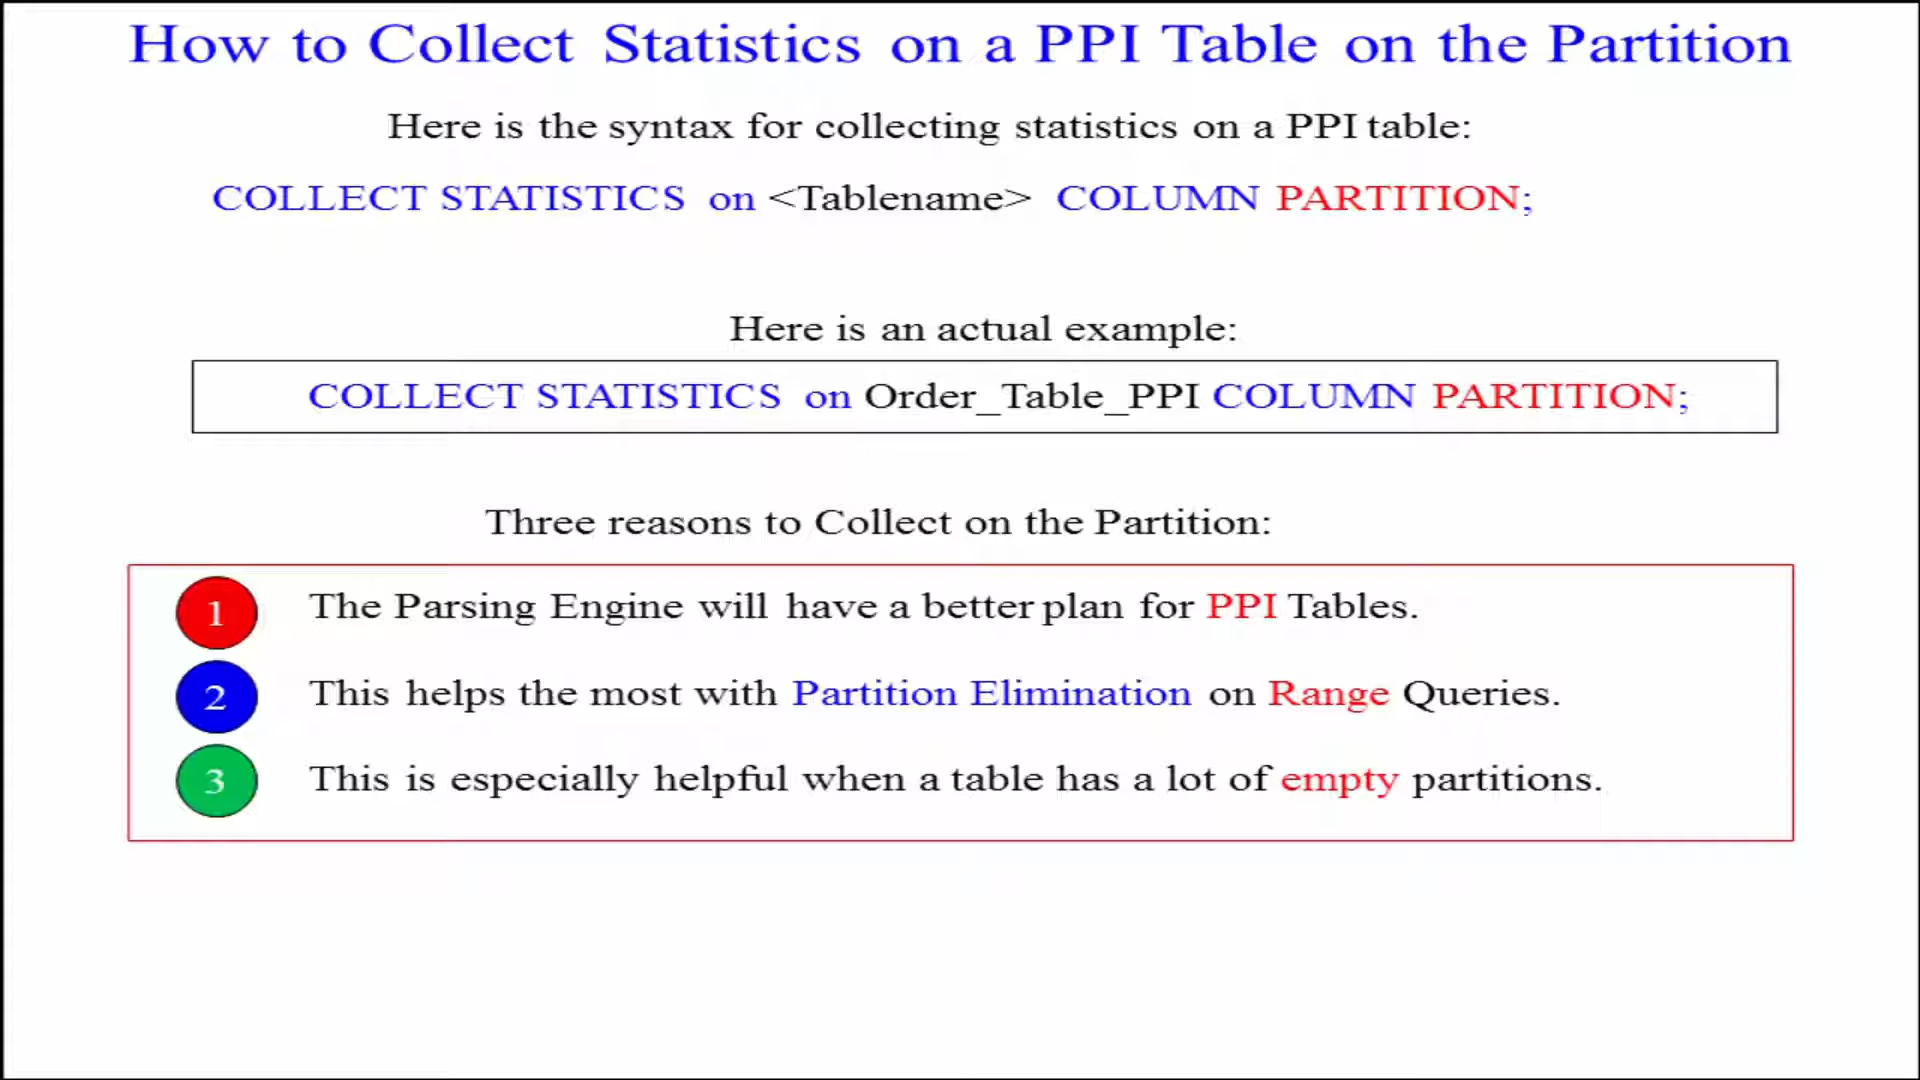 How to Collect Statistics on a PPI Table on the Partition
Here is the syntax for collecting statistics on a PPI table:
COLLECT STATISTICS on <Tablename> COLUMN PARTITION;
Here is an actual example:
COLLECT STATISTICS on Order_Table_PPI COLUMN PARTITION;
Three reasons to Collect on the Partition:
1 The Parsing Engine will have a better plan for PPI Tables.
2 This helps the most with Partition Elimination on Range Queries.
3 This is especially helpful when a table has a lot of empty partitions.